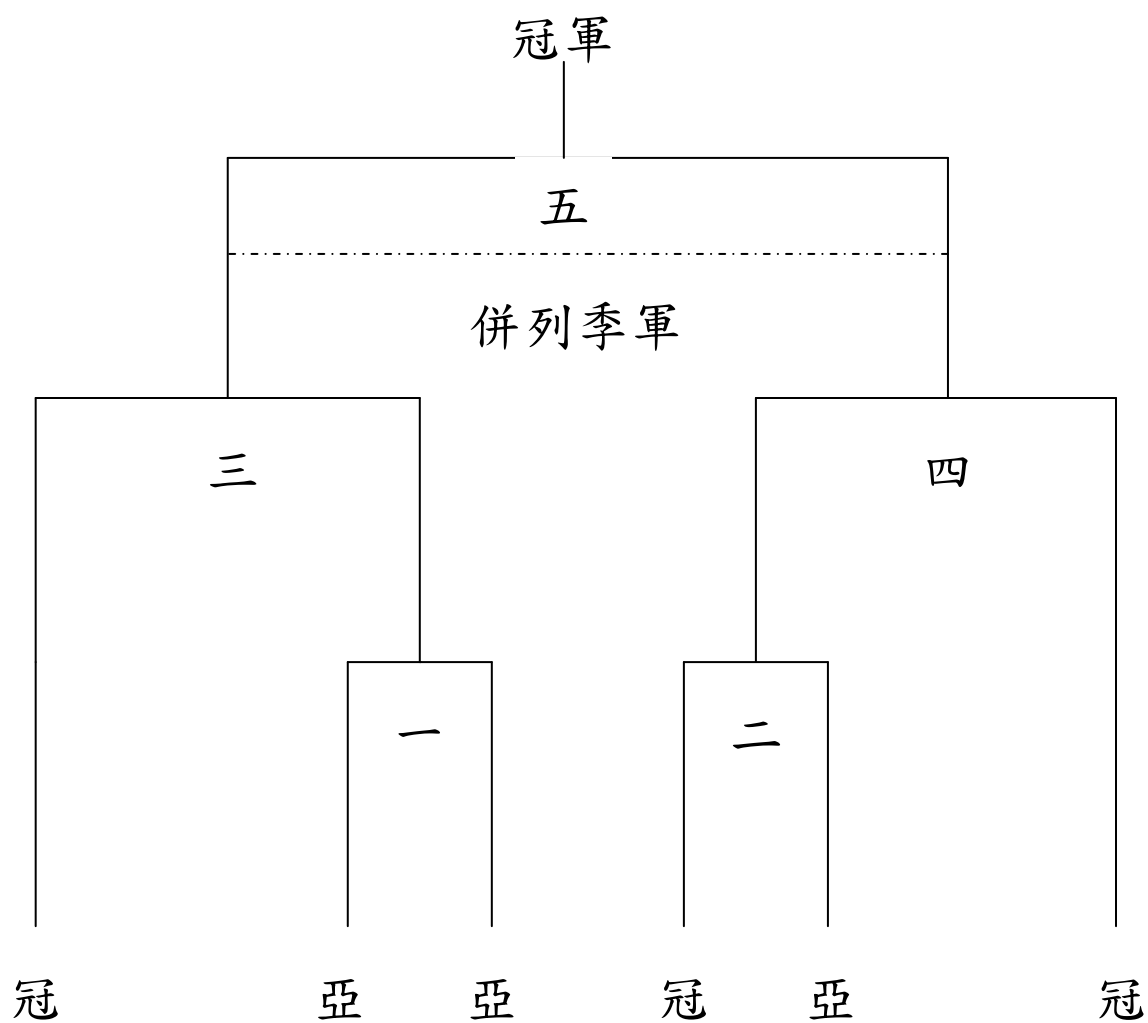 冠軍
五
併列季軍
三 四
一 二
冠 亞 亞 冠 亞 冠